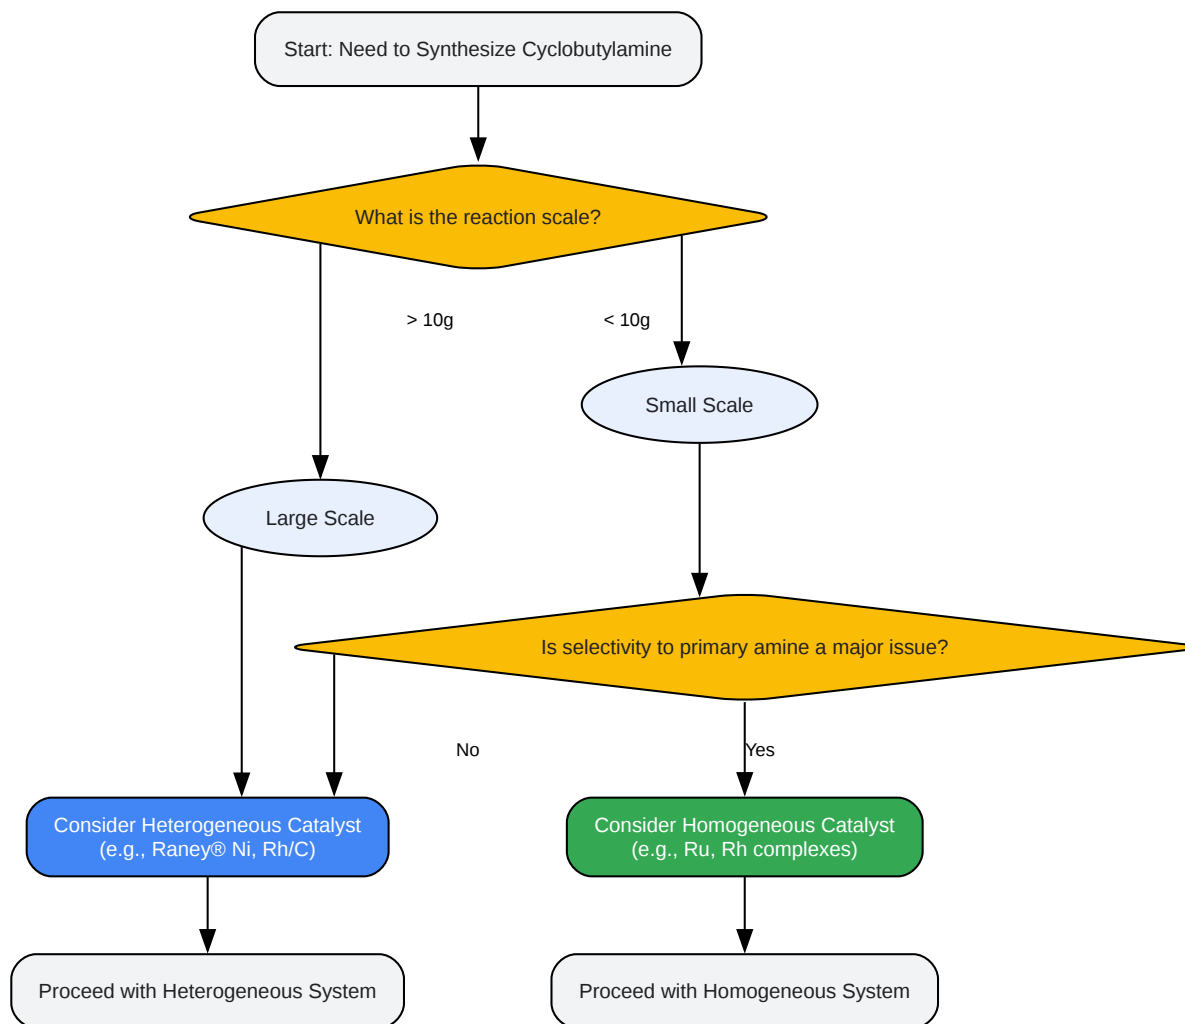 Start: Need to Synthesize Cyclobutylamine
What is the reaction scale?
> 10g
< 10g
Small Scale
Large Scale
Is selectivity to primary amine a major issue?
No
Yes
Consider Heterogeneous Catalyst
(e.g., Raney® Ni, Rh/C)
Consider Homogeneous Catalyst
(e.g., Ru, Rh complexes)
Proceed with Heterogeneous System
Proceed with Homogeneous System